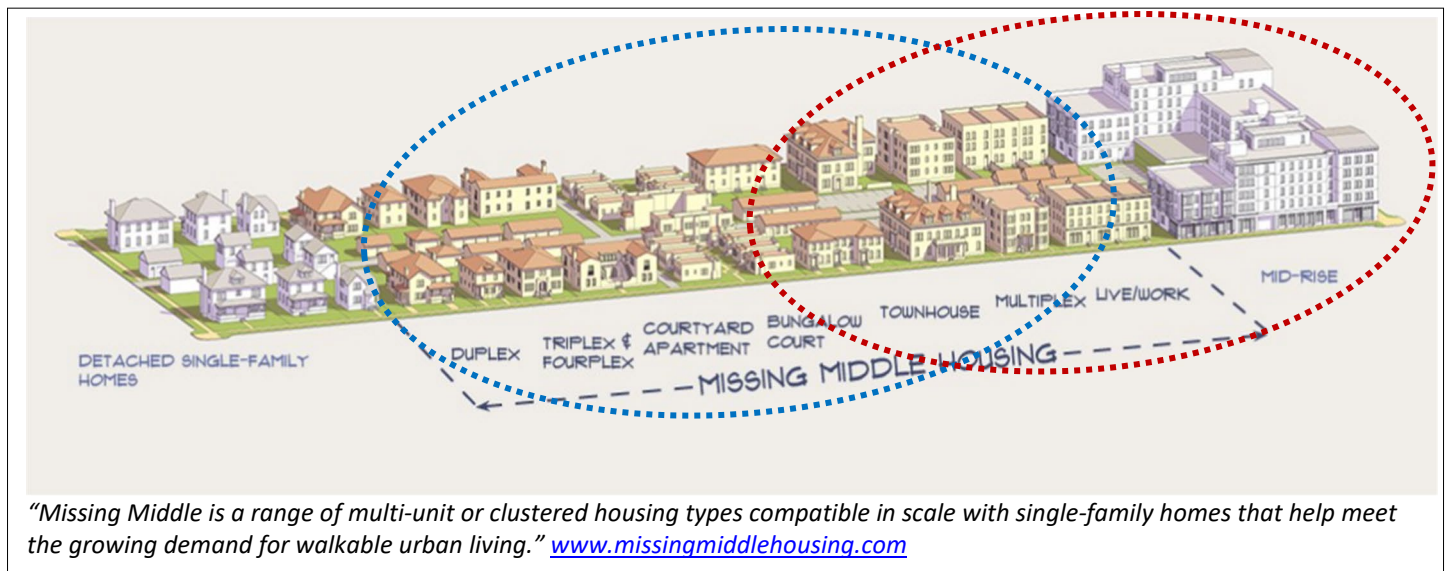 DETACHED SINGLE-FAMILY
HOMES
DUPLEX
TRIPLEX &
FOURPLEX
COURTYARD
APARTMENT
BUNGALOW
COURT
TOWNHOUSE
MULTIPLEX
LIVE/WORK
MID-RISE
MISSING MIDDLE HOUSING
“Missing Middle is a range of multi-unit or clustered housing types compatible in scale with single-family homes that help meet
the growing demand for walkable urban living.” www.missingmiddlehousing.com